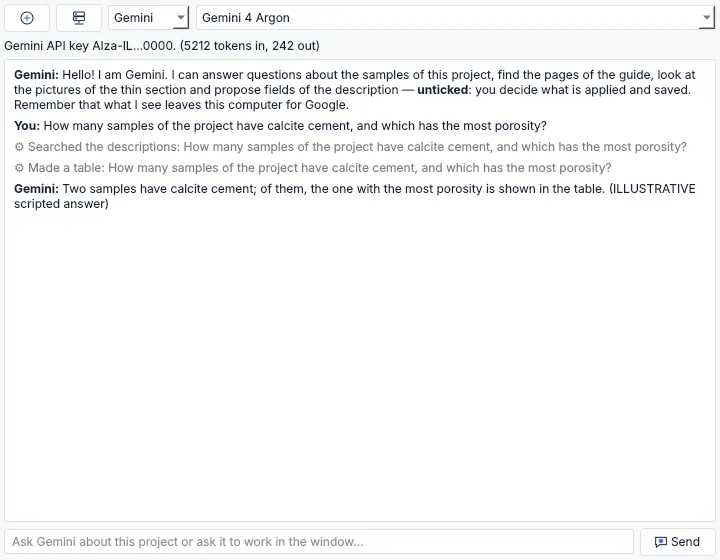 Gemini
Gemini 4 Argon
Gemini API key AIza-IL...0000. (5212 tokens in, 242 out)
Gemini: Hello! I am Gemini. I can answer questions about the samples of this project, find the pages of the guide, look at
the pictures of the thin section and propose fields of the description — unticked: you decide what is applied and saved.
Remember that what I see leaves this computer for Google.
You: How many samples of the project have calcite cement, and which has the most porosity?
⚙ Searched the descriptions: How many samples of the project have calcite cement, and which has the most porosity?
⚙ Made a table: How many samples of the project have calcite cement, and which has the most porosity?
Gemini: Two samples have calcite cement; of them, the one with the most porosity is shown in the table. (ILLUSTRATIVE
scripted answer)
Ask Gemini about this project or ask it to work in the window...
Send